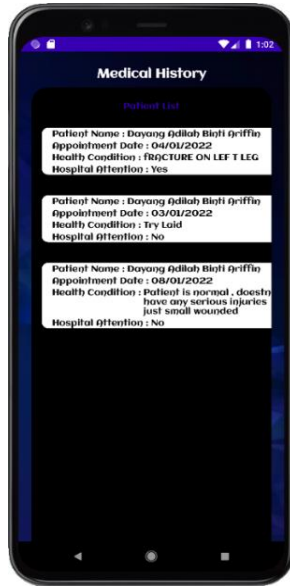 1:02
Medical History
Patient List
Patient Name : Dayang Adilah Binti Ariffin
Appointment Date : 04/01/2022
Health Condition : fRACTURE ON LEF T LEG
Hospital Attention : Yes
Patient Name : Dayang Adilah Binti Ariffin
Appointment Date : 03/01/2022
Health Condition : Try Laid
Hospital Attention : No
Patient Name : Dayang Adilah Binti Ariffin
Appointment Date : 08/01/2022
Health Condition : Patient is normal , doestn
have any serious injuries
just small wounded
Hospital Attention : No